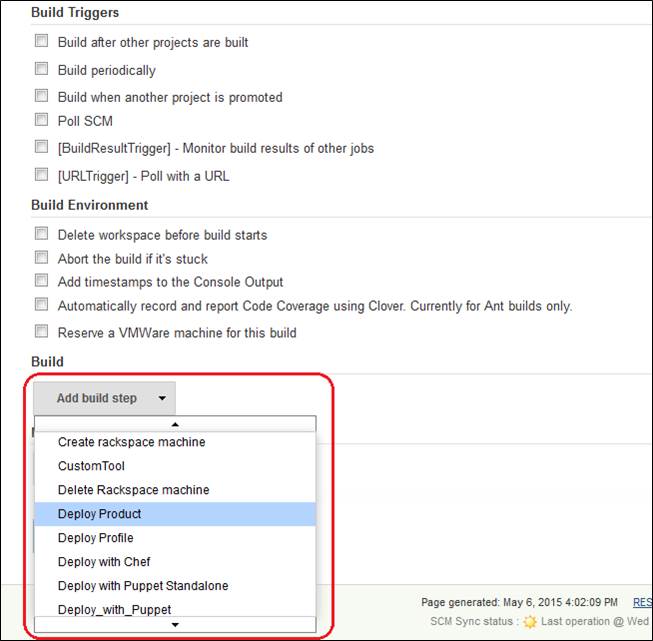 Build Triggers
Build after other projects are built
Build periodically
Build when another project is promoted
Poll SCM
[BuildResultTrigger] - Monitor build results of other jobs
[URLTrigger] - Poll with a URL
Build Environment
Delete workspace before build starts
Abort the build if it's stuck
Add timestamps to the Console Output
Automatically record and report Code Coverage using Clover. Currently for Ant builds only.
Reserve a VMWare machine for this build
Build
Add build step
Create rackspace machine
CustomTool
Delete Rackspace machine
Deploy Product
Deploy Profile
Deploy with Chef
Deploy with Puppet Standalone
Deploy_with_Puppet
Page generated: May 6, 2015 4:02:09 PM RES
SCM Sync status : Last operation @ Wed